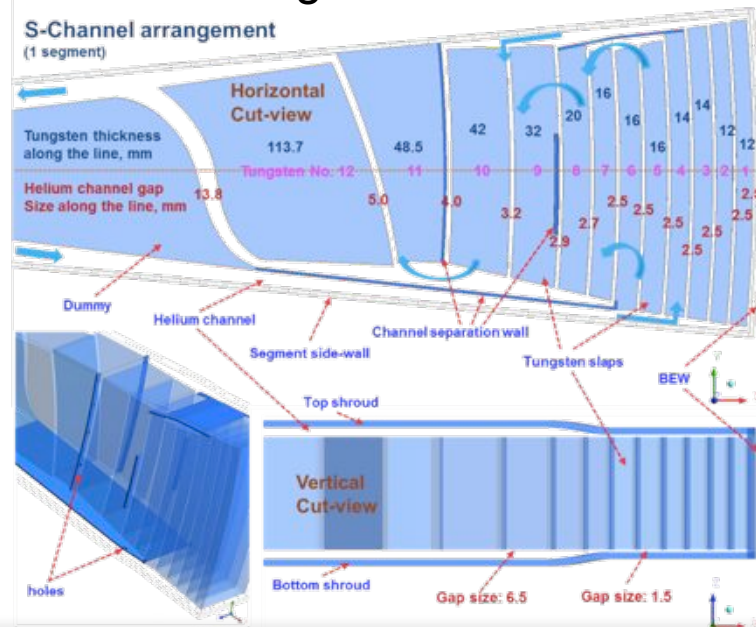 S-Channel arrangement
(1 segment)
Horizontal
Cut-view
Tungsten thickness
along the line, mm
113.7
48.5
42
32
20
16
16
16
14
14
12
12
Tungsten No. 12
11
10
9
8
7
6
5
4
3
2
1
Helium channel gap
Size along the line, mm
13.8
5.0
4.0
3.2
2.9
2.7
2.5
2.5
2.5
2.5
2.5
2.5
Dummy
Helium channel
Segment side-wall
Channel separation wall
Tungsten slaps
BEW
Top shroud
Vertical
Cut-view
holes
Bottom shroud
Gap size: 6.5
Gap size: 1.5